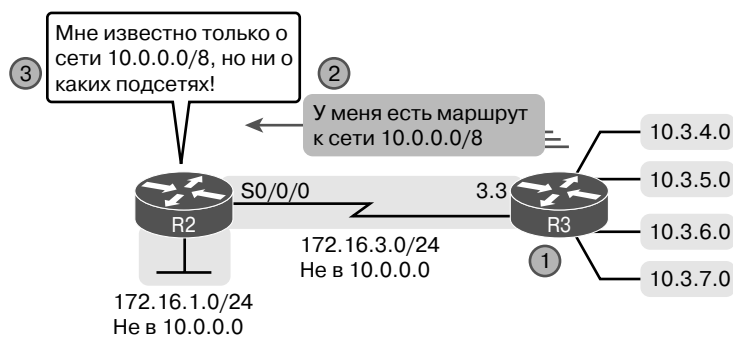 Мне известно только о
сети 10.0.0.0/8, но ни о
каких подсетях!
3
2
У меня есть маршрут
к сети 10.0.0.0/8
10.3.4.0
10.3.5.0
10.3.6.0
10.3.7.0
S0/0/0
3.3
R2
R3
1
172.16.3.0/24
Не в 10.0.0.0
172.16.1.0/24
Не в 10.0.0.0